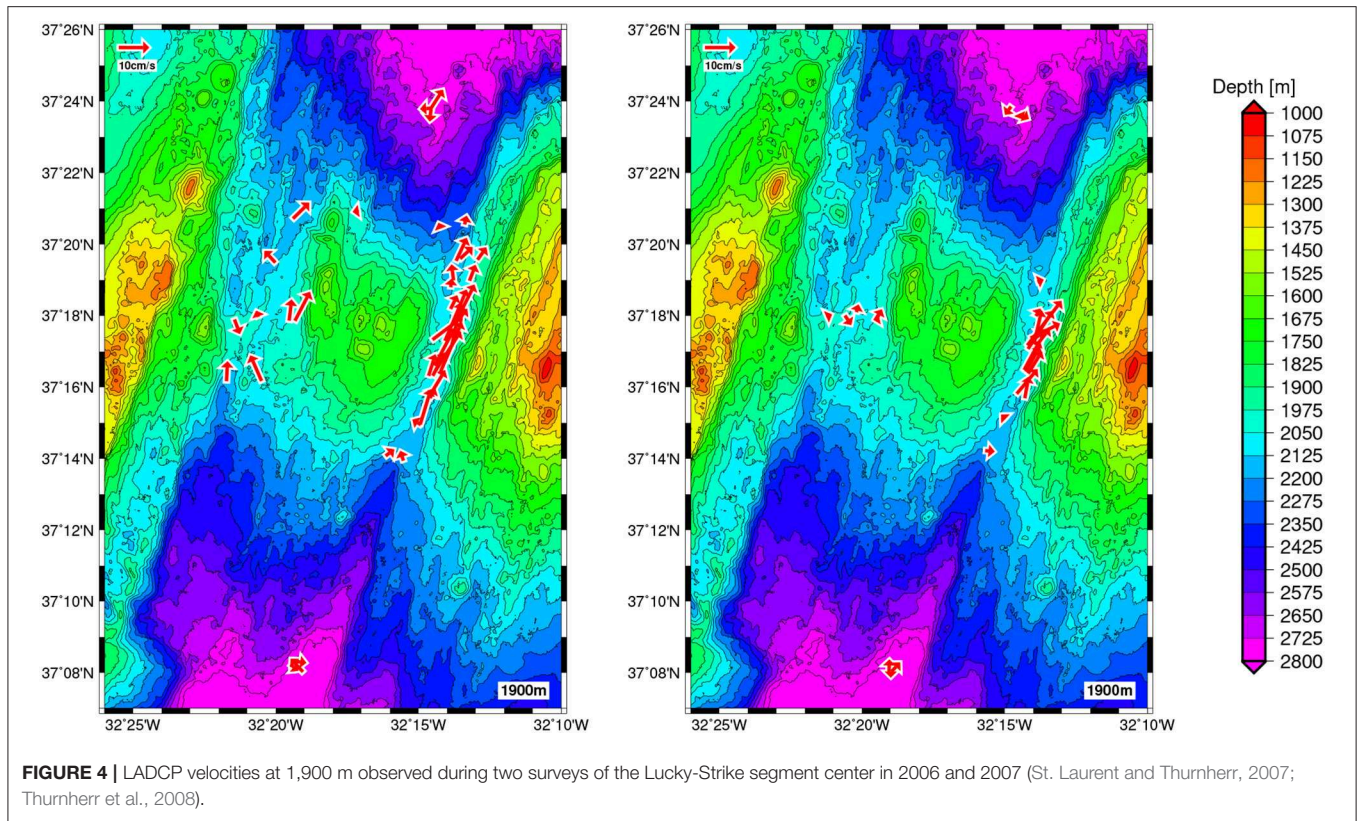 37°26'N
37°24'N
37°22'N
37°20'N
37°18'N
37°16'N
37°14'N
37°12'N
37°10'N
37°08'N
10cm/s
1900m
32°25'W
32°20'W
32°15'W
32°10'W
37°26'N
37°24'N
37°22'N
37°20'N
37°18'N
37°16'N
37°14'N
37°12'N
37°10'N
37°08'N
10cm/s
1900m
32°25'W
32°20'W
32°15'W
32°10'W
Depth [m]
1000
1075
1150
1225
1300
1375
1450
1525
1600
1675
1750
1825
1900
1975
2050
2125
2200
2275
2350
2425
2500
2575
2650
2725
2800
FIGURE 4 | LADCP velocities at 1,900 m observed during two surveys of the Lucky-Strike segment center in 2006 and 2007 (St. Laurent and Thurnherr, 2007;
Thurnherr et al., 2008).